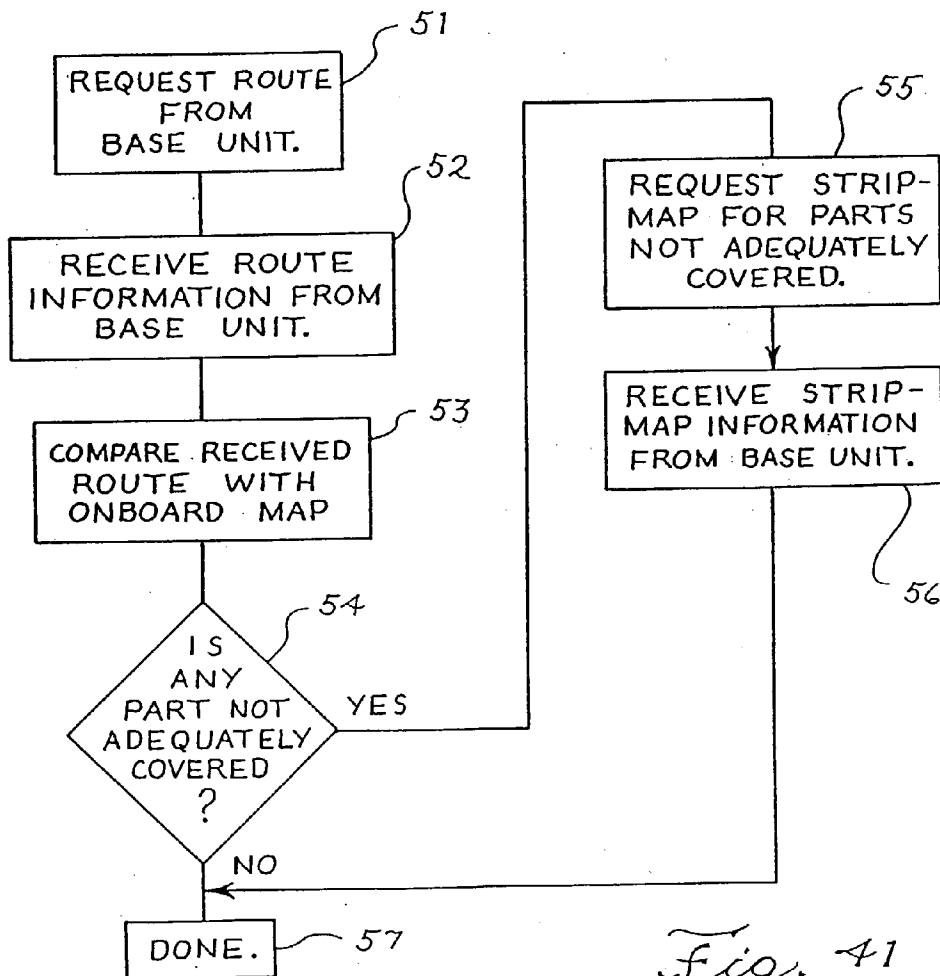 51
REQUEST ROUTE
FROM
BASE UNIT.
52
RECEIVE ROUTE
INFORMATION FROM
BASE UNIT.
53
COMPARE RECEIVED
ROUTE WITH
ONBOARD MAP
54
IS
ANY
PART NOT
ADEQUATELY
COVERED
?
YES
NO
55
REQUEST STRIP-
MAP FOR PARTS
NOT ADEQUATELY
COVERED.
RECEIVE STRIP-
MAP INFORMATION
FROM BASE UNIT.
56
DONE.
57
Fig. 41